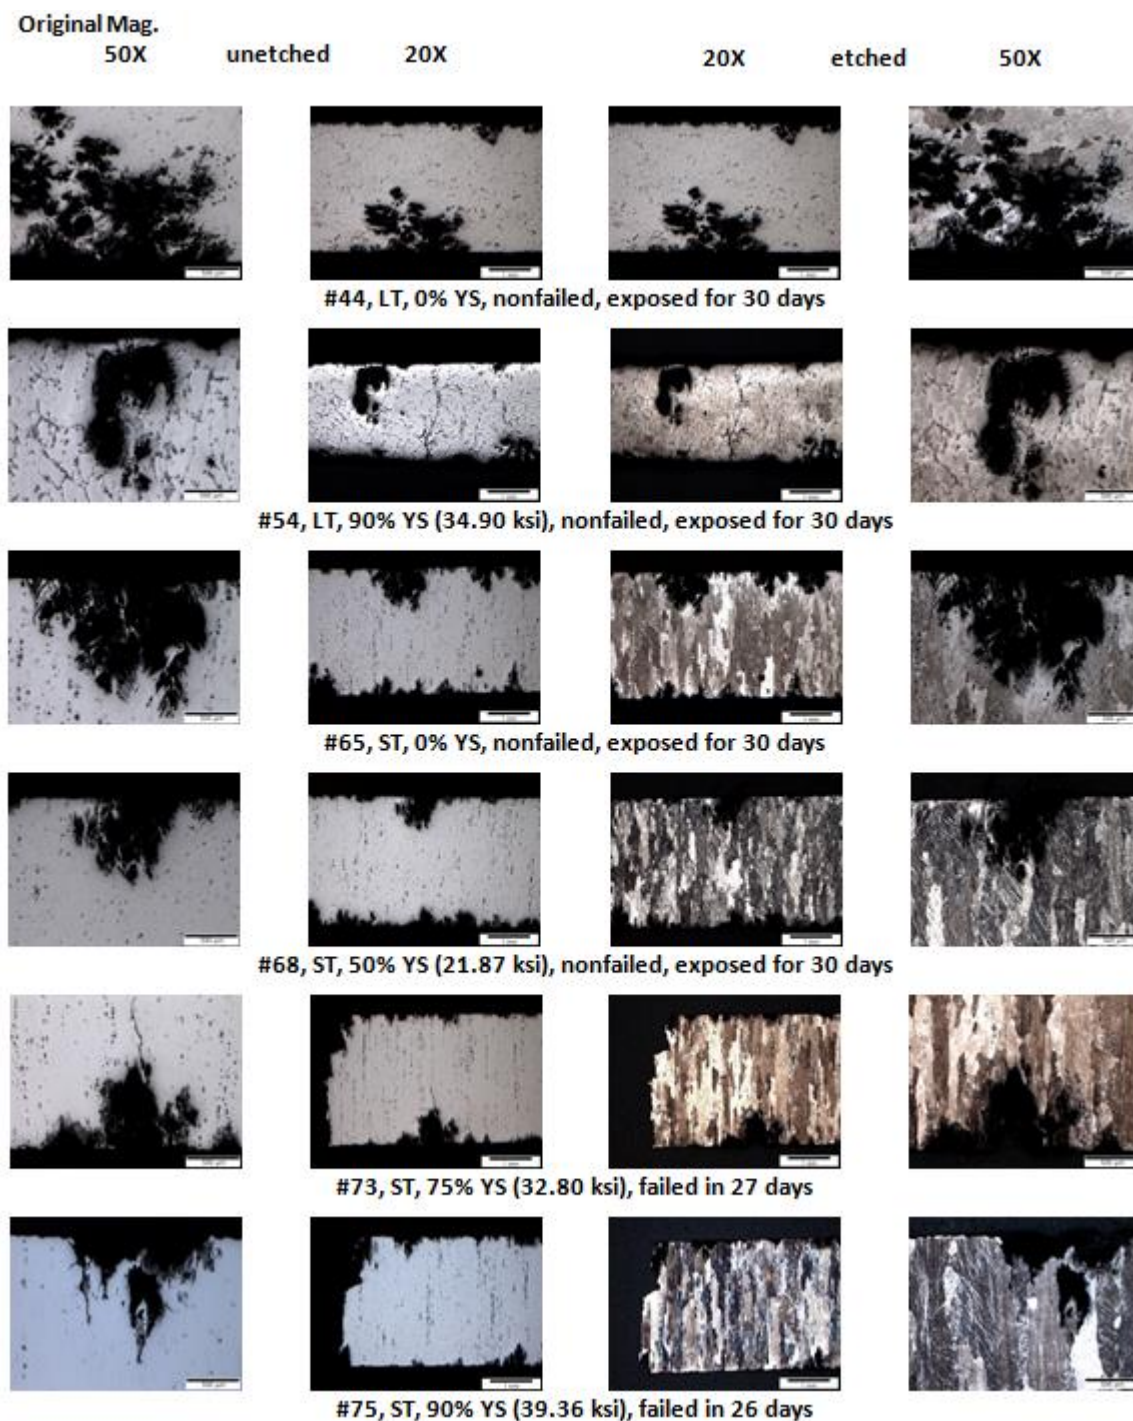 Original Mag.
50X unetched 20X 20X etched 50X
#44, LT, 0% YS, nonfailed, exposed for 30 days
#54, LT, 90% YS (34.90 ksi), nonfailed, exposed for 30 days
#65, ST, 0% YS, nonfailed, exposed for 30 days
#68, ST, 50% YS (21.87 ksi), nonfailed, exposed for 30 days
#73, ST, 75% YS (32.80 ksi), failed in 27 days
#75, ST, 90% YS (39.36 ksi), failed in 26 days